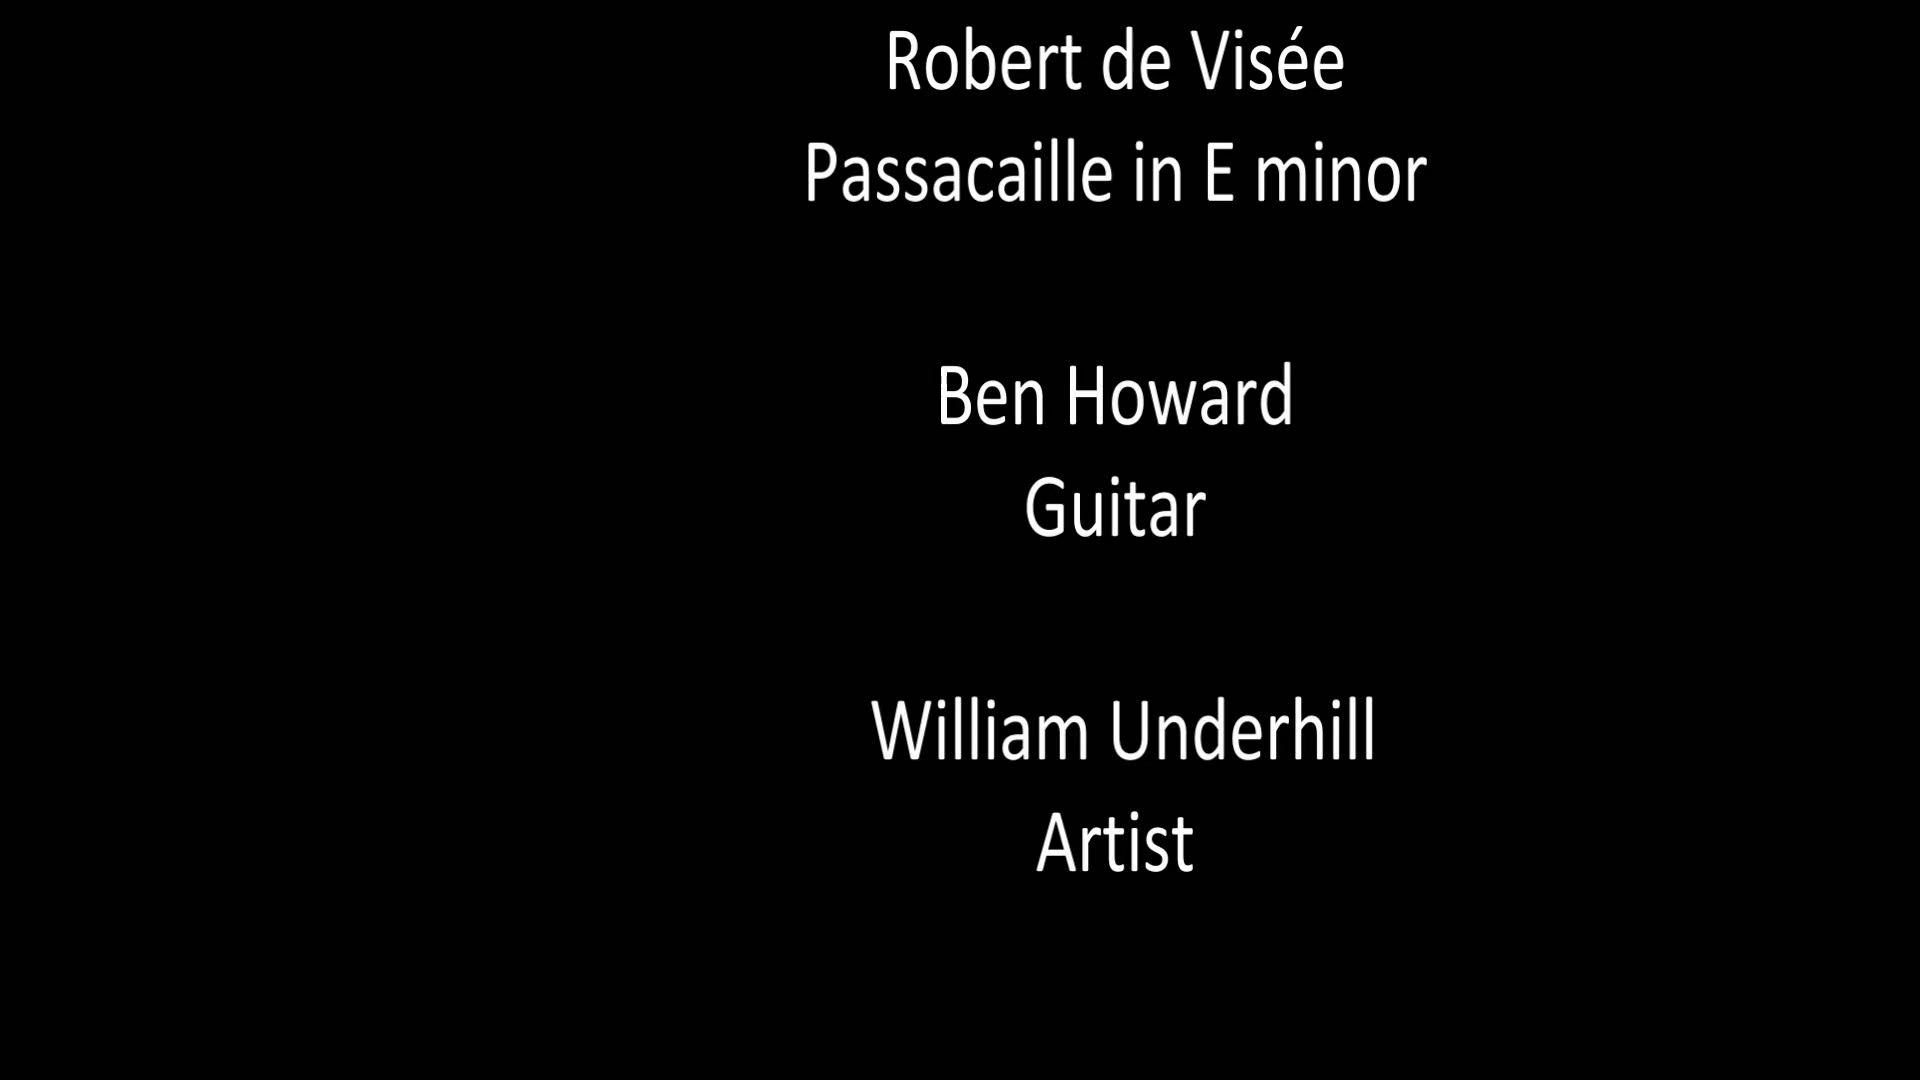 Robert de Visée
Passacaille in E minor
Ben Howard
Guitar
William Underhill
Artist